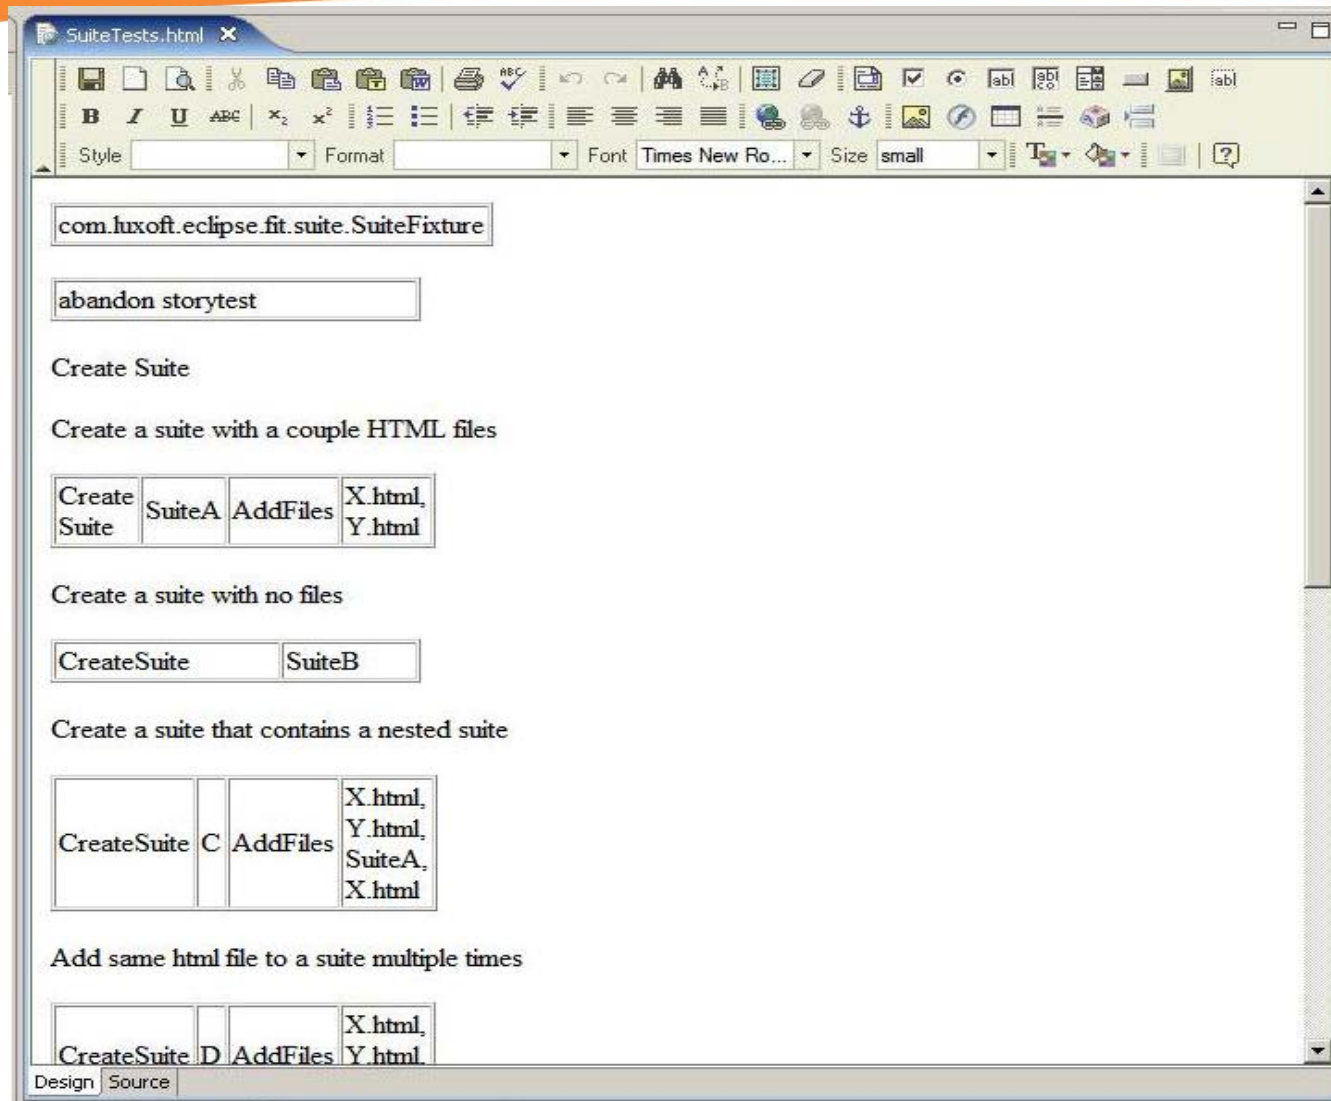 SuiteTests.html
Style Format Font Times New Ro... Size small
com.luxoft.eclipse.fit.suite.SuiteFixture
abandon storytest
Create Suite
Create a suite with a couple HTML files
Create
Suite
SuiteA
AddFiles
X.html,
Y.html
Create a suite with no files
CreateSuite SuiteB
Create a suite that contains a nested suite
CreateSuite C AddFiles
X.html,
Y.html,
SuiteA,
X.html
Add same html file to a suite multiple times
CreateSuite D AddFiles
X.html,
Y.html,
Design Source